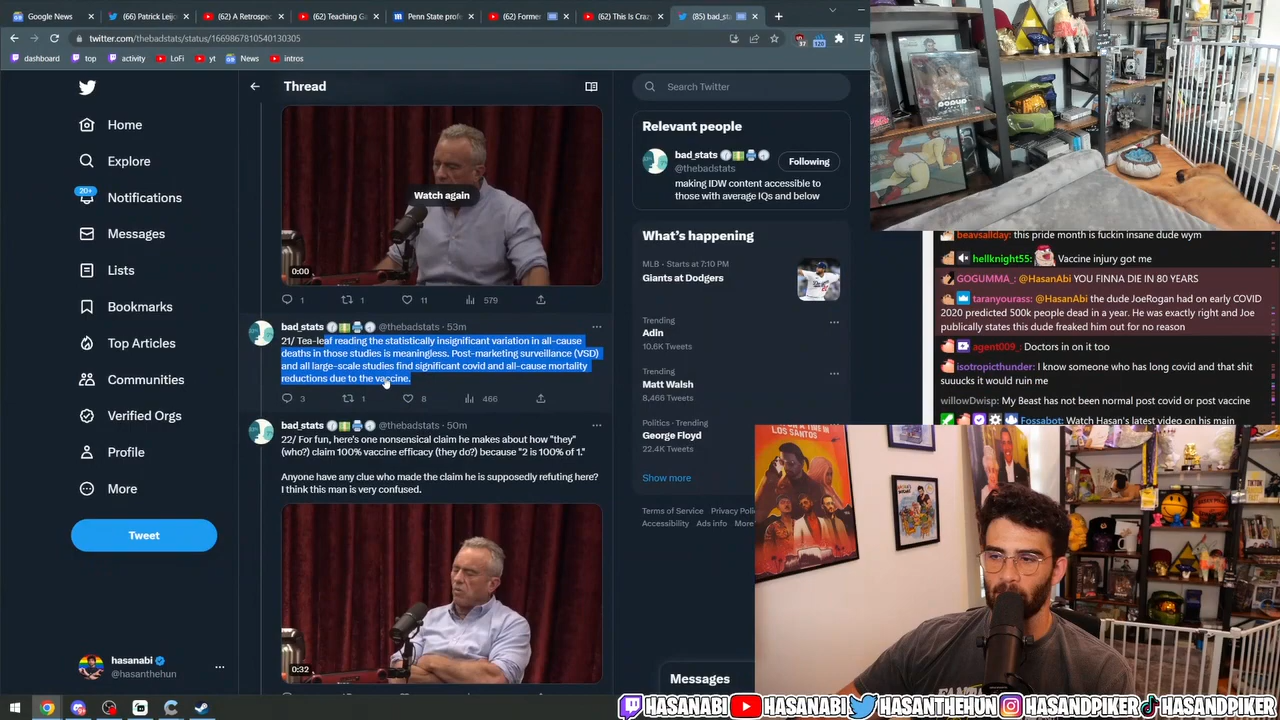 Google News
(66) Patrick Leijo
(62) A Retrospec
(62) Teaching Ga
Penn State profe
(62) Former
(62) This Is Crazy
(85) bad_st
twitter.com/thebadstats/status/1669867810540130305
37
120
dashboard
top
activity
LoFi
yt
News
intros
Thread
Search Twitter
Home
Explore
20+
Notifications
Messages
Lists
Bookmarks
Top Articles
Communities
Verified Orgs
Profile
More
Tweet
hasanabi
@hasanthehun
Watch again
0:00
1
1
11
579
bad_stats @thebadstats · 53m
21/ Tea-leaf reading the statistically insignificant variation in all-cause
deaths in those studies is meaningless. Post-marketing surveillance (VSD)
and all large-scale studies find significant covid and all-cause mortality
reductions due to the vaccine.
3
1
8
466
bad_stats @thebadstats · 50m
22/ For fun, here's one nonsensical claim he makes about how "they"
(who?) claim 100% vaccine efficacy (they do?) because "2 is 100% of 1."
Anyone have any clue who made the claim he is supposedly refuting here?
I think this man is very confused.
0:32
Relevant people
bad_stats
@thebadstats
Following
making IDW content accessible to
those with average IQs and below
What's happening
MLB · Starts at 7:10 PM
Giants at Dodgers
Trending
Adin
10.6K Tweets
Trending
Matt Walsh
8,466 Tweets
Politics · Trending
George Floyd
22.4K Tweets
Show more
Terms of Service Privacy Poli
Accessibility Ads info More
Messages
beavsallday: this pride month is fuckin insane dude wym
hellknight55: Vaccine injury got me
GOGUMMA_: @HasanAbi YOU FINNA DIE IN 80 YEARS
taranyourass: @HasanAbi the dude JoeRogan had on early COVID
2020 predicted 500k people dead in a year. He was exactly right and Joe
publically states this dude freaked him out for no reason
agent009_: Doctors in on it too
isotropicthunder: I know someone who has long covid and that shit
suuucks it would ruin me
willowDwisp: My Beast has not been normal post covid or post vaccine
Fossabot: Watch Hasan's latest video on his main
LOS SANTOS
HASANABI
HASANABI
HASANTHEHUN
HASANDPIKER
HASANDPIKER